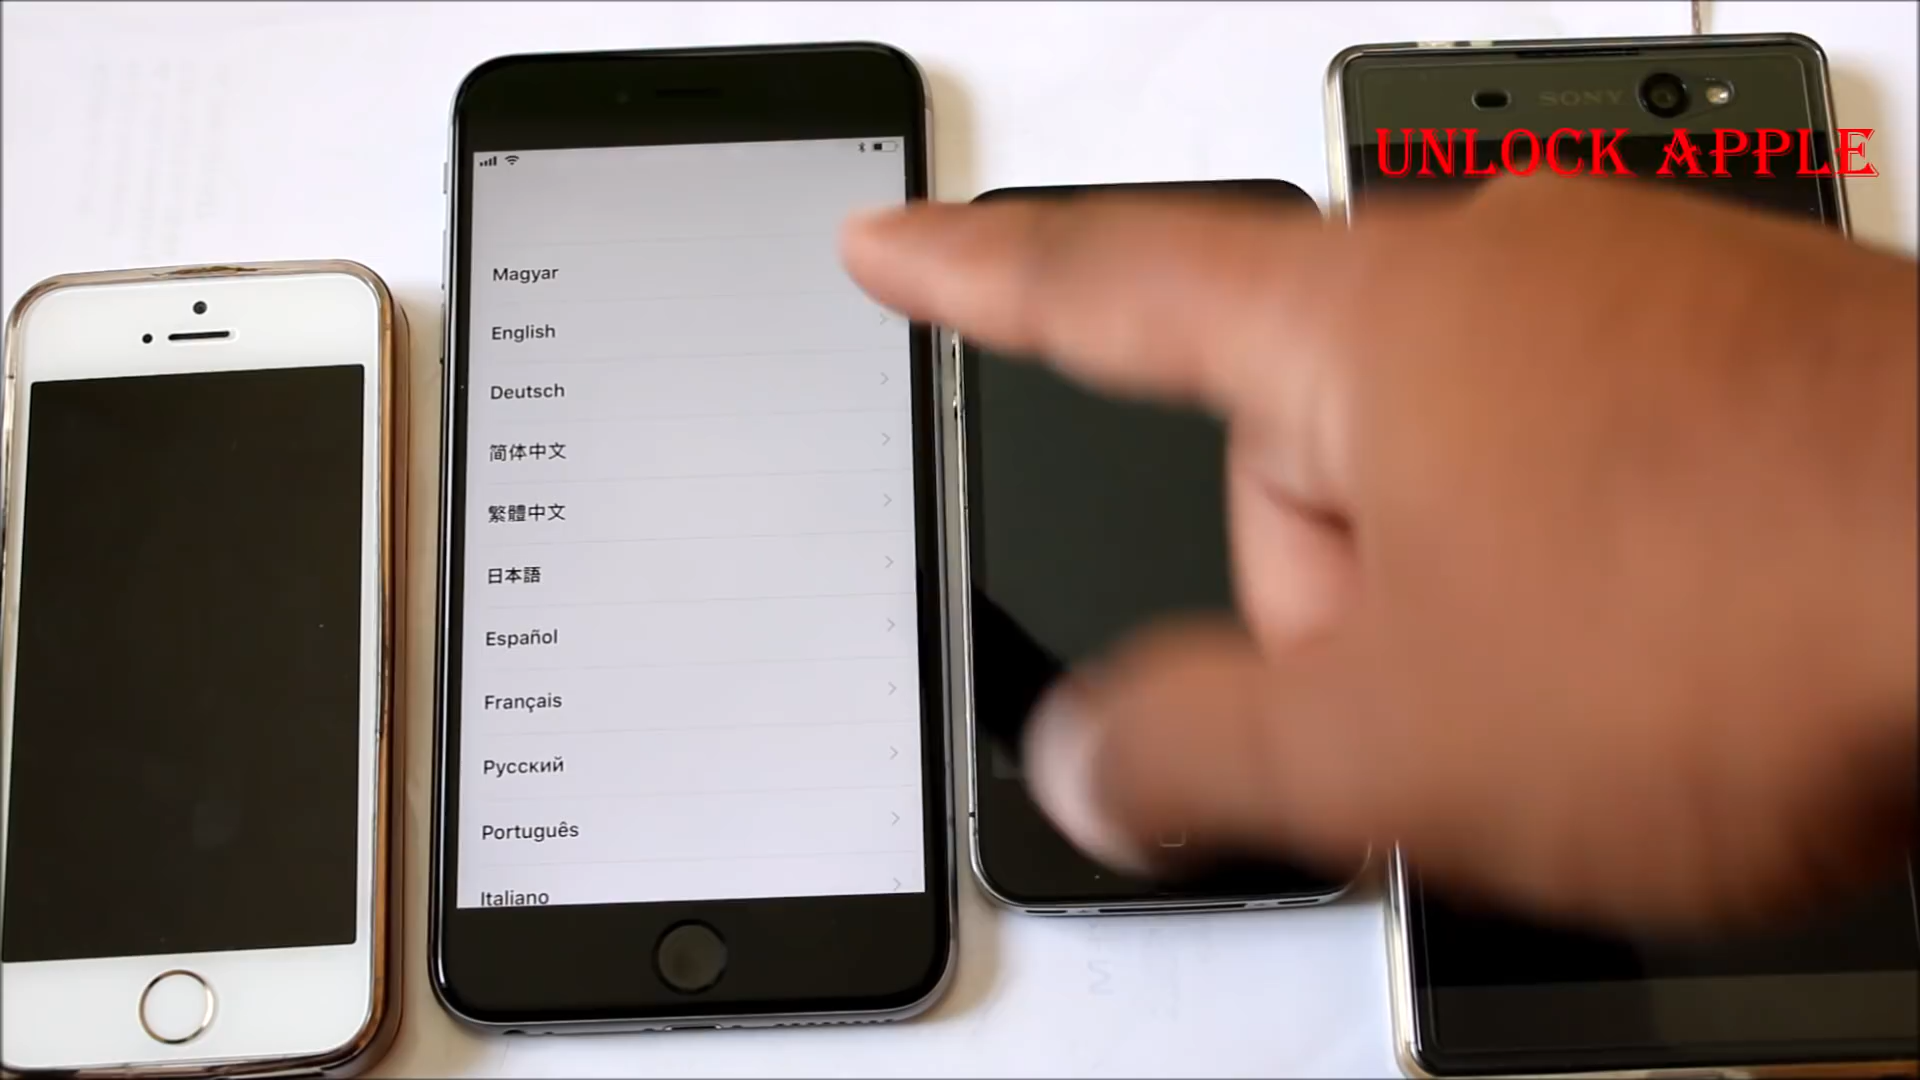 SONY
UNLOCK APPLE
Magyar
English
Deutsch
简体中文
繁體中文
日本語
Español
Français
Русский
Português
Italiano